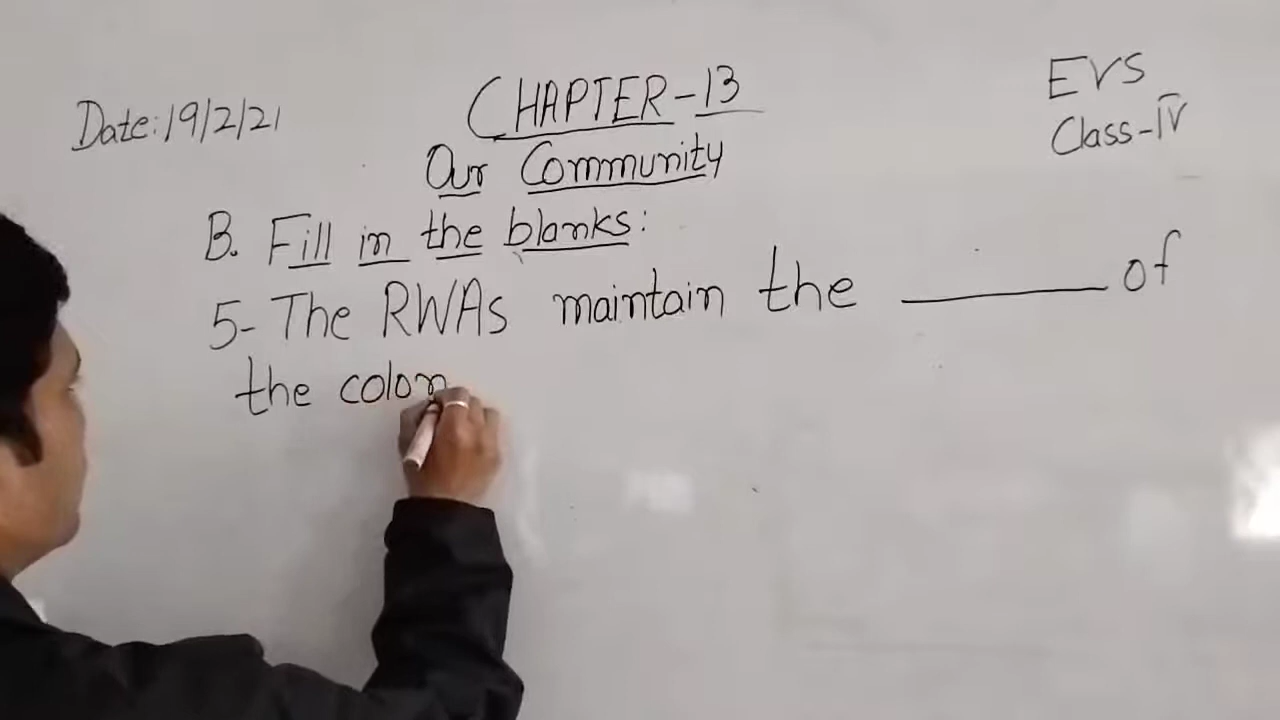 Date: 19/2/21
CHAPTER-13
EVS
Class-IV
Our Community
B. Fill in the blanks:
5- The RWAs maintain the ________ of
the colon